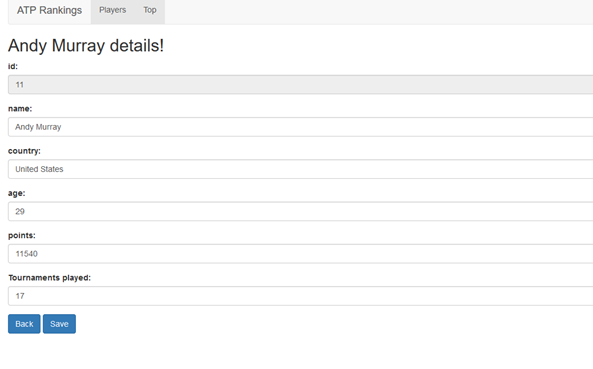 ATP Rankings Players Top
Andy Murray details!
id:
11
name:
Andy Murray
country:
United States
age:
29
points:
11540
Tournaments played:
17
Back Save